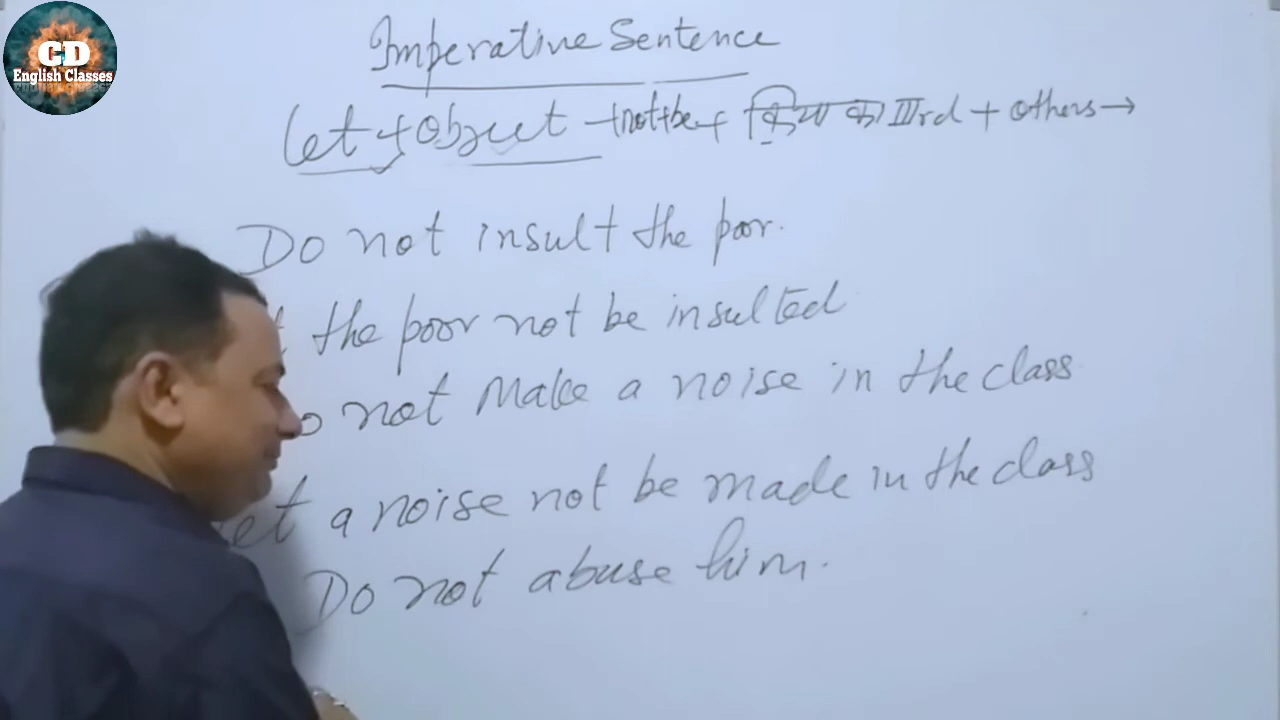 CD
English Classes
Imperative Sentence
Let + Object + not + be + क्रिया का IIIrd + Others →
Do not insult the poor.
the poor not be insulted
not Make a noise in the class
Let a noise not be made in the class
Do not abuse him.